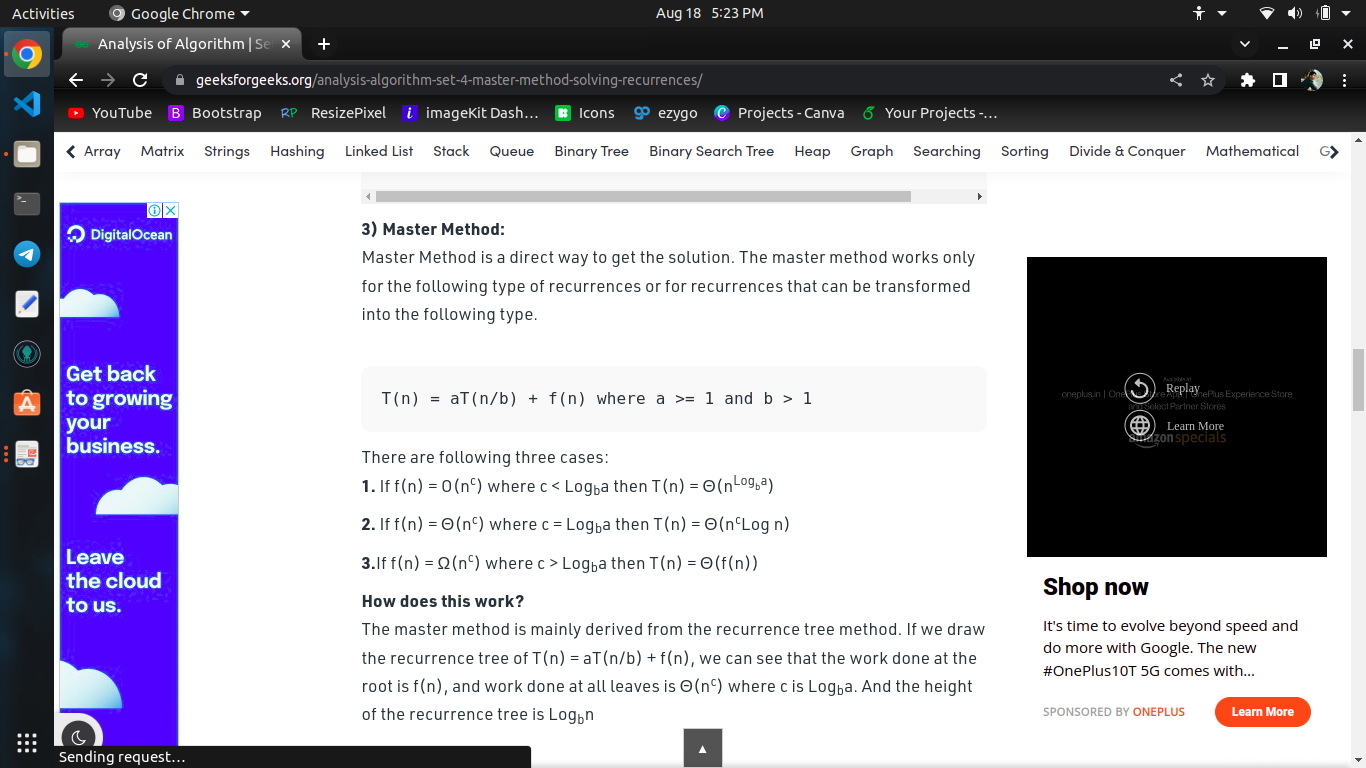 Activities
Google Chrome
Aug 18 5:23 PM
Analysis of Algorithm | Se
geeksforgeeks.org/analysis-algorithm-set-4-master-method-solving-recurrences/
YouTube
Bootstrap
RP ResizePixel
imageKit Dash...
Icons
ezygo
Projects - Canva
Your Projects -...
Array Matrix Strings Hashing Linked List Stack Queue Binary Tree Binary Search Tree Heap Graph Searching Sorting Divide & Conquer Mathematical G
DigitalOcean
Get back
to growing
your
business.
Leave
the cloud
to us.
3) Master Method:
Master Method is a direct way to get the solution. The master method works only
for the following type of recurrences or for recurrences that can be transformed
into the following type.
T(n) = aT(n/b) + f(n) where a >= 1 and b > 1
There are following three cases:
1. If f(n) = O(n^c) where c < Log_b a then T(n) = Θ(n^(Log_b a))
2. If f(n) = Θ(n^c) where c = Log_b a then T(n) = Θ(n^c Log n)
3.If f(n) = Ω(n^c) where c > Log_b a then T(n) = Θ(f(n))
How does this work?
The master method is mainly derived from the recurrence tree method. If we draw
the recurrence tree of T(n) = aT(n/b) + f(n), we can see that the work done at the
root is f(n), and work done at all leaves is Θ(n^c) where c is Log_b a. And the height
of the recurrence tree is Log_b n
Replay
oneplus.in | OnePlus Store App | OnePlus Experience Store
and Select Partner Stores
Learn More
amazon specials
Shop now
It's time to evolve beyond speed and
do more with Google. The new
#OnePlus10T 5G comes with...
SPONSORED BY ONEPLUS
Learn More
Sending request...